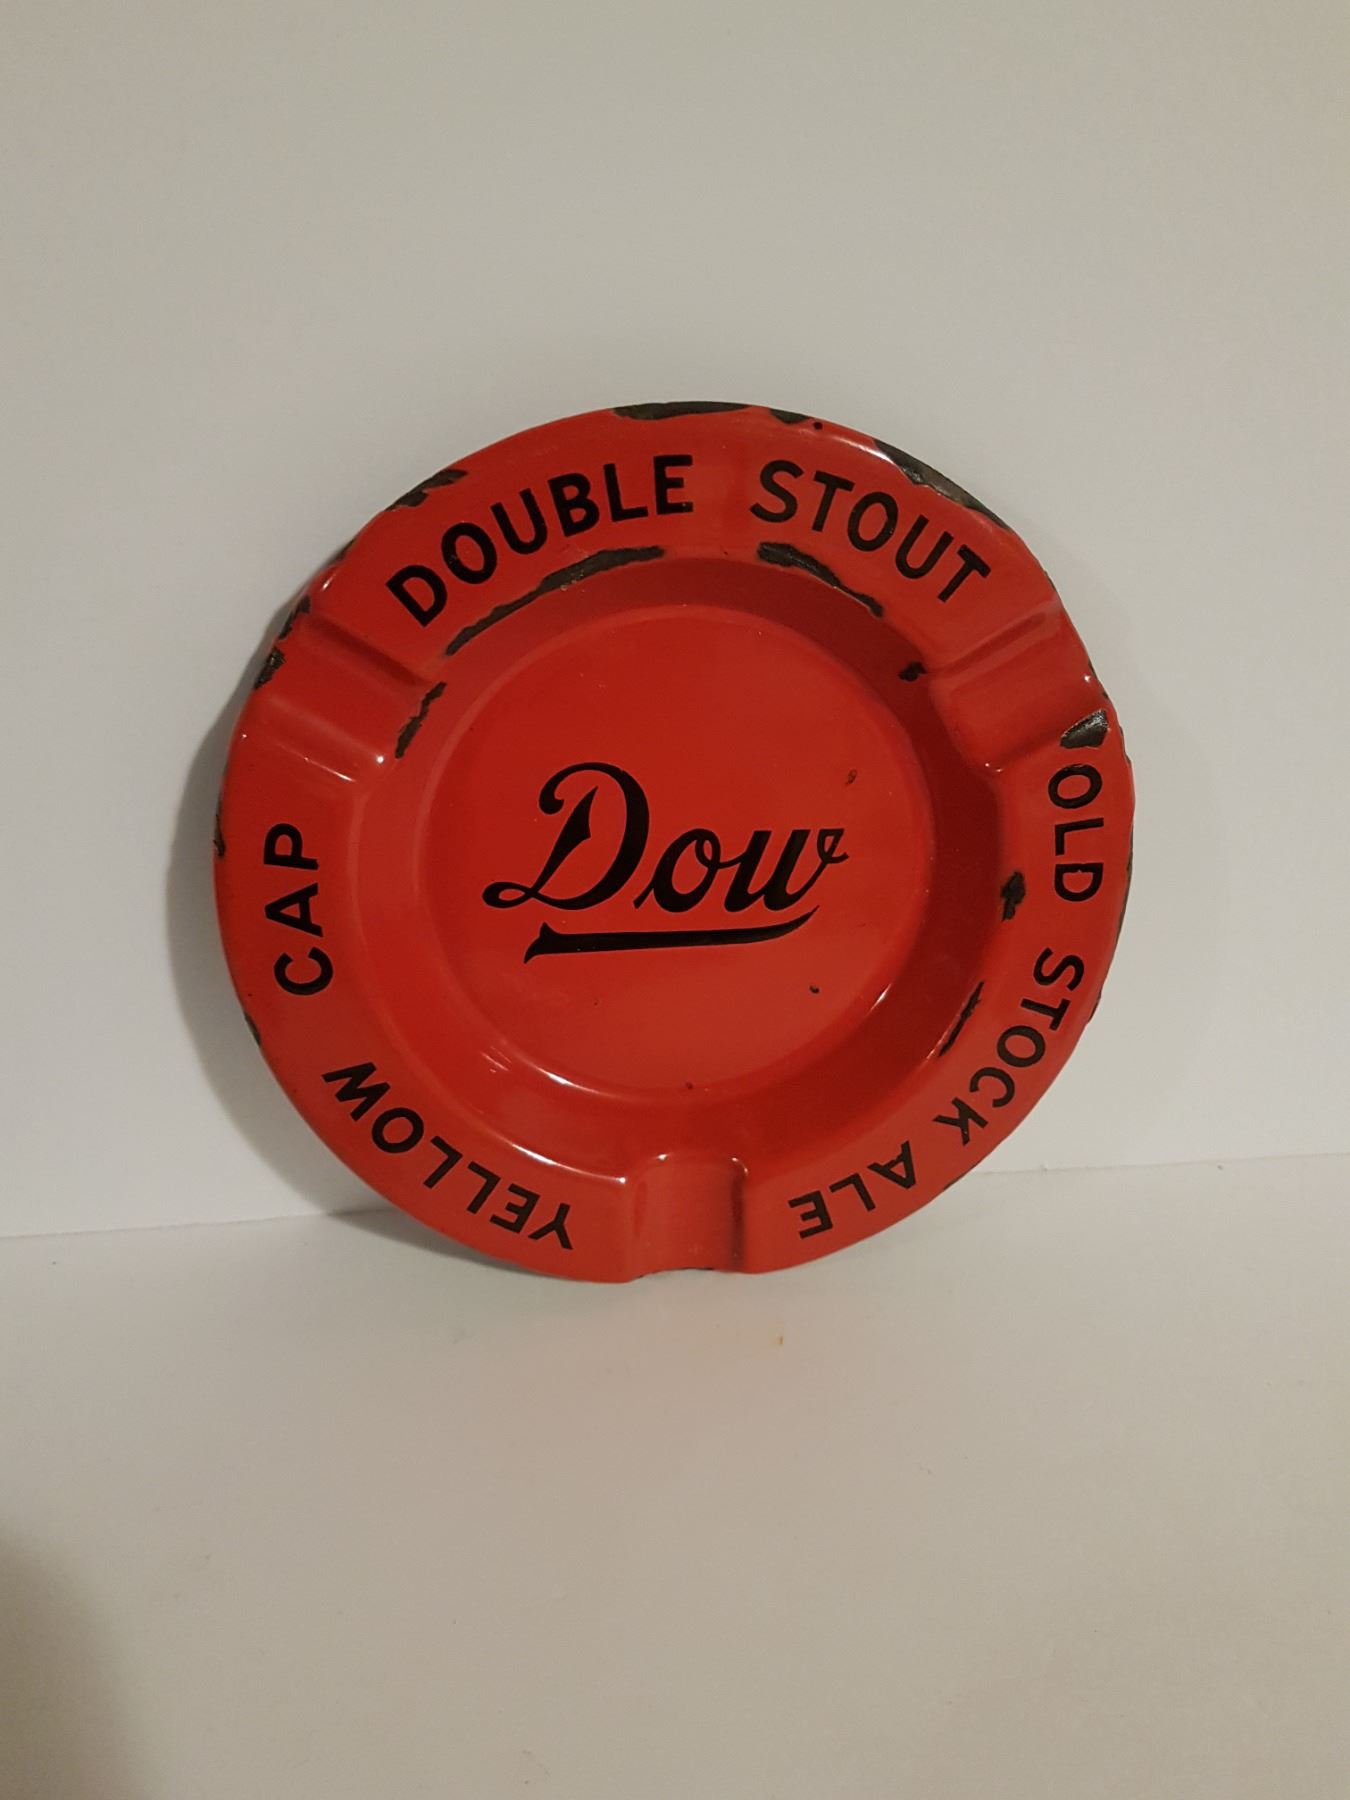 DOUBLE STOUT
OLD STOCK ALE
YELLOW CAP
Dow